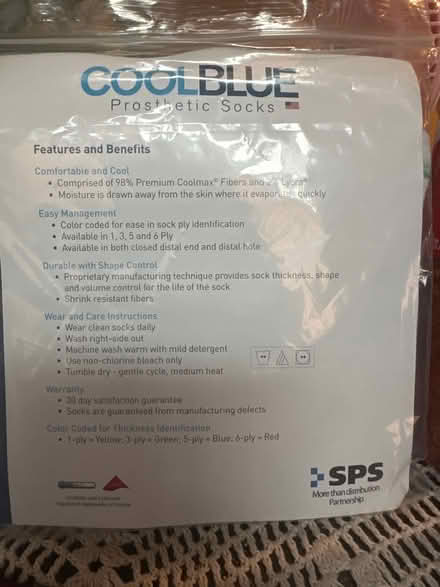 COOLBLUE
Prosthetic Socks
Features and Benefits
Comfortable and Cool
• Comprised of 98% Premium Coolmax® Fibers and 2% Lycra®
• Moisture is drawn away from the skin where it evaporates quickly
Easy Management
• Color coded for ease in sock ply identification
• Available in 1, 3, 5 and 6 Ply
• Available in both closed distal end and distal hole
Durable with Shape Control
• Proprietary manufacturing technique provides sock thickness, shape
and volume control for the life of the sock
• Shrink resistant fibers
Wear and Care Instructions
• Wear clean socks daily
• Wash right-side out
• Machine wash warm with mild detergent
• Use non-chlorine bleach only
• Tumble dry - gentle cycle, medium heat
Warranty
• 30 day satisfaction guarantee
• Socks are guaranteed from manufacturing defects
Color Coded for Thickness Identification
• 1-ply = Yellow; 3-ply = Green; 5-ply = Blue; 6-ply = Red
SPS
More than distribution
Partnership